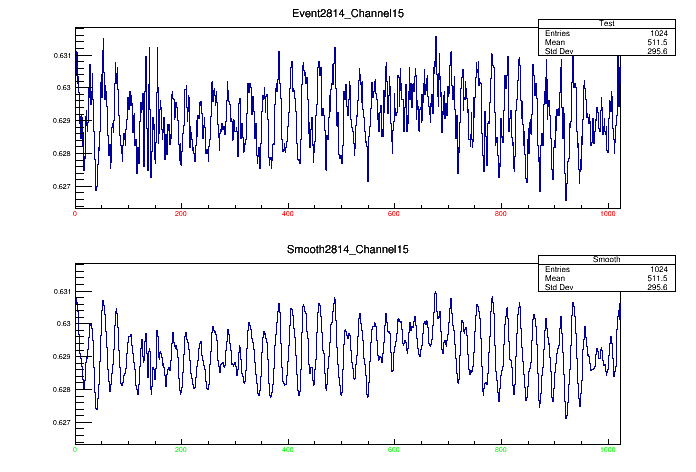 Event2814_Channel15
Test
Entries 1024
Mean 511.5
Std Dev 295.6
0.631
0.63
0.629
0.628
0.627
0 200 400 600 800 1000
Smooth2814_Channel15
Smooth
Entries 1024
Mean 511.5
Std Dev 295.6
0.631
0.63
0.629
0.628
0.627
0 200 400 600 800 1000